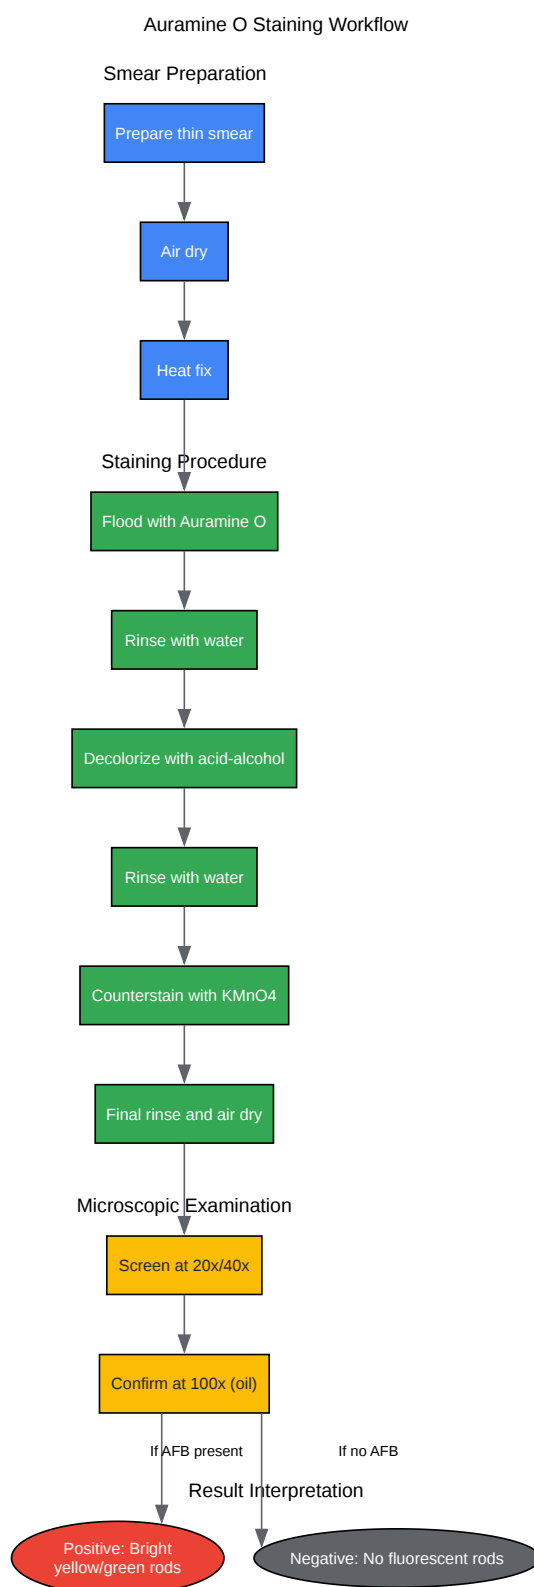 Auramine O Staining Workflow
Smear Preparation
Prepare thin smear
Air dry
Heat fix
Staining Procedure
Flood with Auramine O
Rinse with water
Decolorize with acid-alcohol
Rinse with water
Counterstain with KMnO4
Final rinse and air dry
Microscopic Examination
Screen at 20x/40x
Confirm at 100x (oil)
If AFB present
If no AFB
Result Interpretation
Positive: Bright
yellow/green rods
Negative: No fluorescent rods